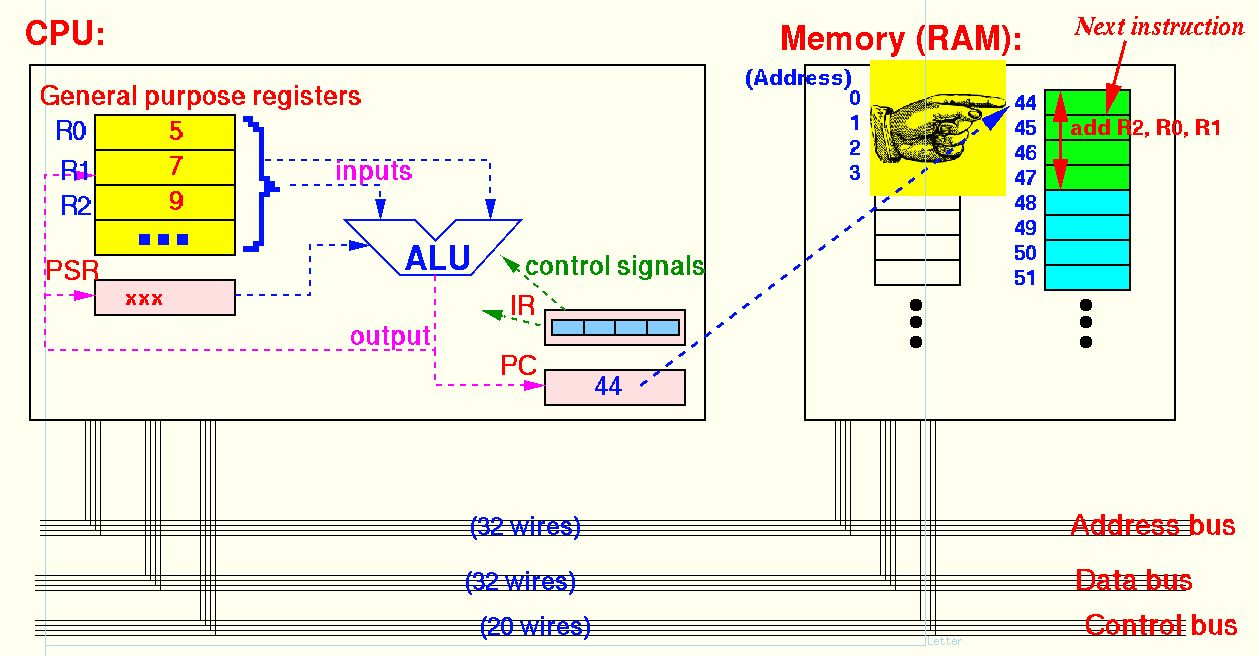 CPU:
Memory (RAM):
Next instruction
General purpose registers
(Address)
R0 5
R1 7
R2 9
0
1
2
3
44
45
46
47
48
49
50
51
add R2, R0, R1
inputs
ALU
PSR
xxx
control signals
IR
output
PC
44
(32 wires)
Address bus
(32 wires)
Data bus
(20 wires)
Control bus
Letter